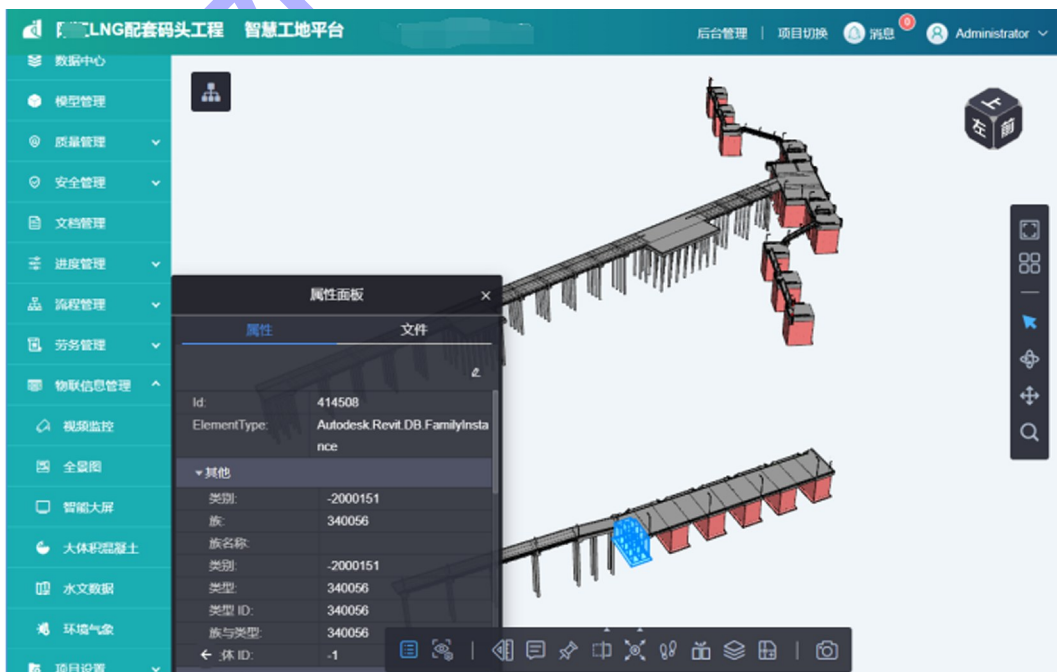 LNG配套码头工程 智慧工地平台
后台管理 | 项目切换 消息 0 Administrator
数据中心
模型管理
质量管理
安全管理
文档管理
进度管理
流程管理
劳务管理
物联信息管理
视频监控
全景图
智能大屏
大体积混凝土
水文数据
环境气象
项目设置
上
左 前
属性面板 ×
属性 文件
Id: 414508
ElementType: Autodesk.Revit.DB.FamilyInsta
nce
其他
类别: -2000151
族: 340056
族名称:
类别: -2000151
类型: 340056
类型 ID: 340056
族与类型: 340056
体 ID: -1